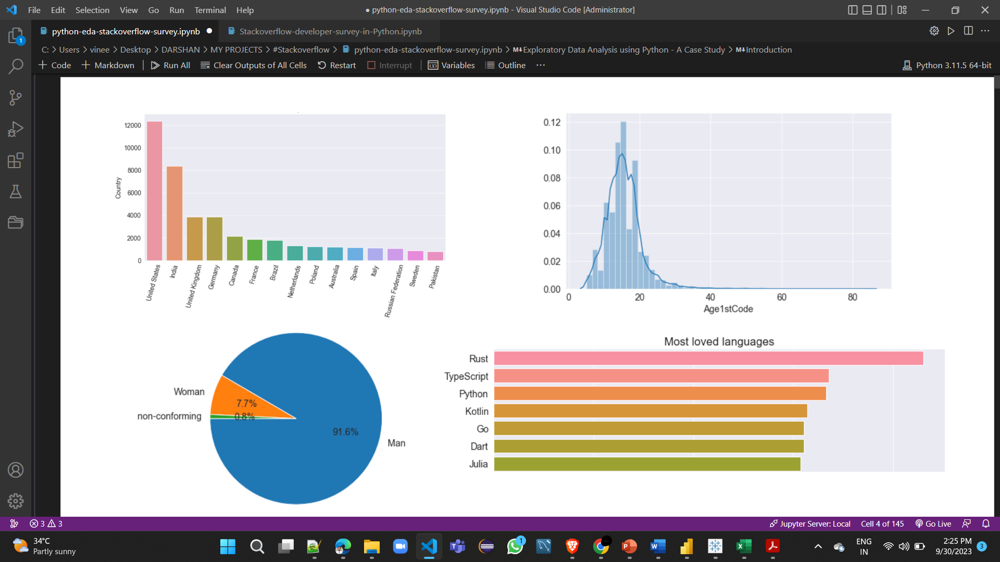 File Edit Selection View Go Run Terminal Help
● python-eda-stackoverflow-survey.ipynb - Visual Studio Code [Administrator]
python-eda-stackoverflow-survey.ipynb ●
Stackoverflow-developer-survey-in-Python.ipynb
1
C: > Users > vinee > Desktop > DARSHAN > MY PROJECTS > #Stackoverflow > python-eda-stackoverflow-survey.ipynb > M↓Exploratory Data Analysis using Python - A Case Study > M↓Introduction
+ Code + Markdown | Run All Clear Outputs of All Cells Restart Interrupt | Variables Outline ···
Python 3.11.5 64-bit
12000
10000
8000
6000
4000
2000
0
Country
United States
India
United Kingdom
Germany
Canada
France
Brazil
Netherlands
Poland
Australia
Spain
Italy
Russian Federation
Sweden
Pakistan
0.12
0.10
0.08
0.06
0.04
0.02
0.00
0 20 40 60 80
Age1stCode
Woman
7.7%
non-conforming
0.8%
91.6%
Man
Most loved languages
Rust
TypeScript
Python
Kotlin
Go
Dart
Julia
3 3
Jupyter Server: Local Cell 4 of 145 Go Live
34°C
Partly sunny
1
ENG
IN
2:25 PM
9/30/2023
3